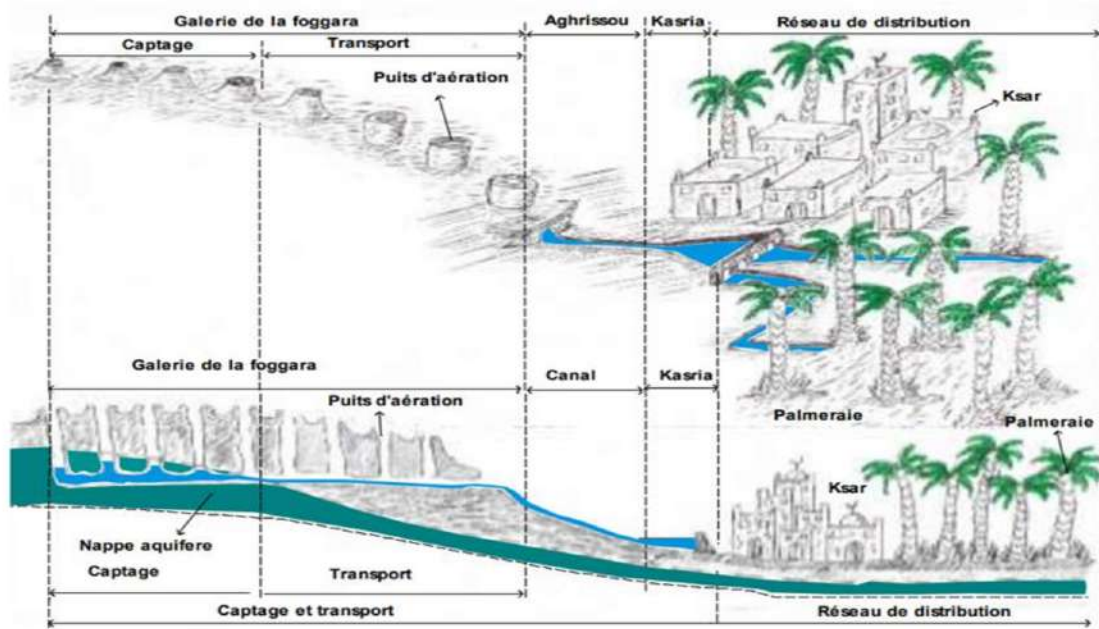 Galerie de la foggara
Aghrissou
Kasria
Réseau de distribution
Captage
Transport
Puits d'aération
Ksar
Galerie de la foggara
Canal
Kasria
Puits d'aération
Palmeraie
Palmeraie
Ksar
Nappe aquifere
Captage
Transport
Captage et transport
Réseau de distribution